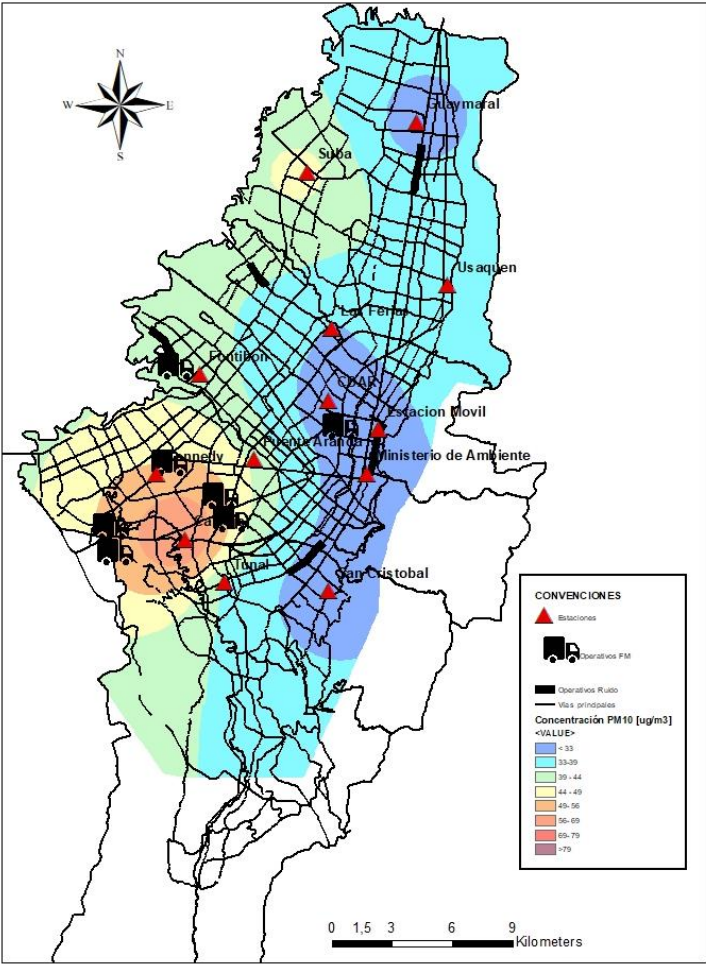 N
W E
S
Guaymaral
Suba
Usaquen
Las Ferias
Fontibon
CDAR
Estacion Movil
Puente Aranda
Ministerio de Ambiente
Kennedy
Tunal
San Cristobal
CONVENCIONES
Estaciones
Operativos FM
Operativos Ruido
Vías principales
Concentración PM10 [ug/m3]
<VALUE>
< 33
33-39
39 - 44
44 - 49
49-56
56-69
69-79
>79
0 1,5 3 6 9
Kilometers